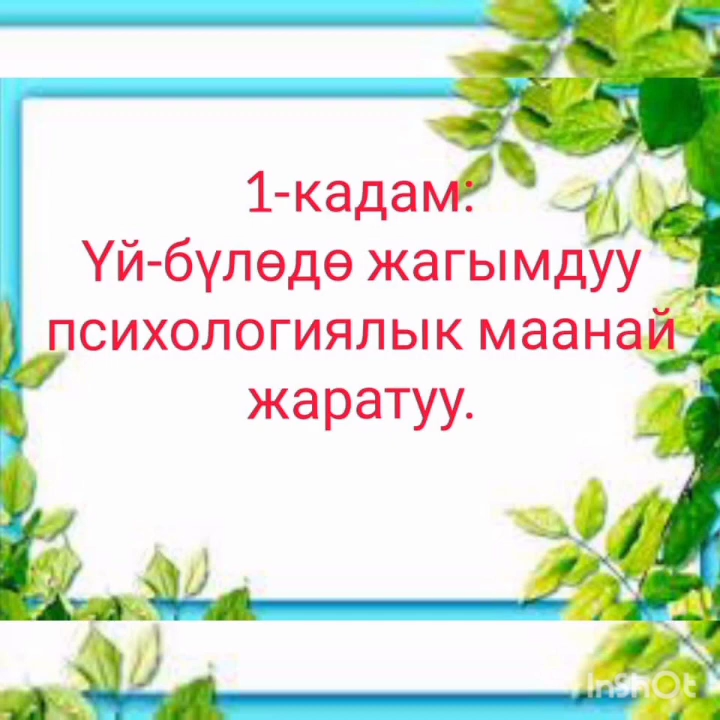 1-кадам:
Үй-бүлөдө жагымдуу
психологиялык маанай
жаратуу.
InShOt